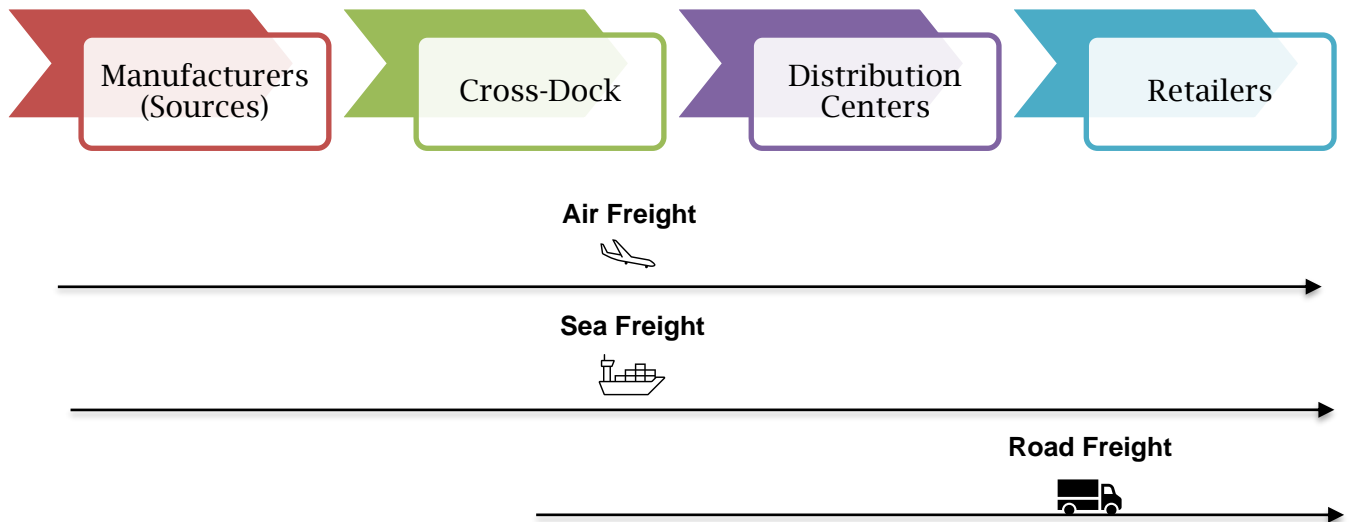 Manufacturers
(Sources)
Cross-Dock
Distribution
Centers
Retailers
Air Freight
Sea Freight
Road Freight